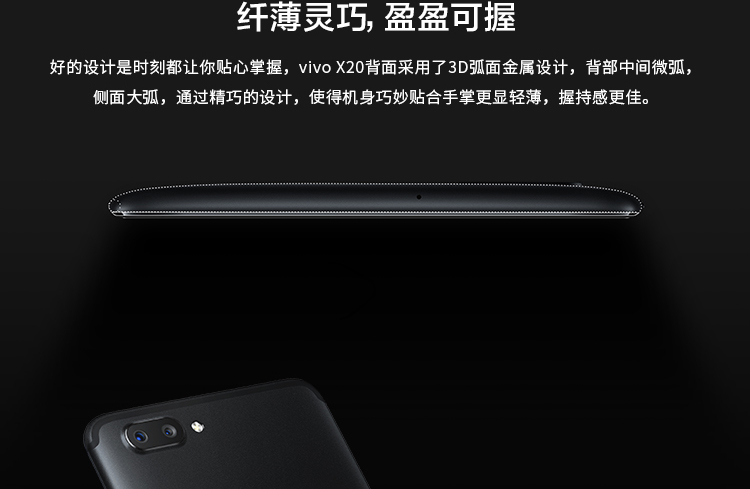 纤薄灵巧, 盈盈可握
好的设计是时刻都让你贴心掌握，vivo X20背面采用了3D弧面金属设计，背部中间微弧，
侧面大弧，通过精巧的设计，使得机身巧妙贴合手掌更显轻薄，握持感更佳。